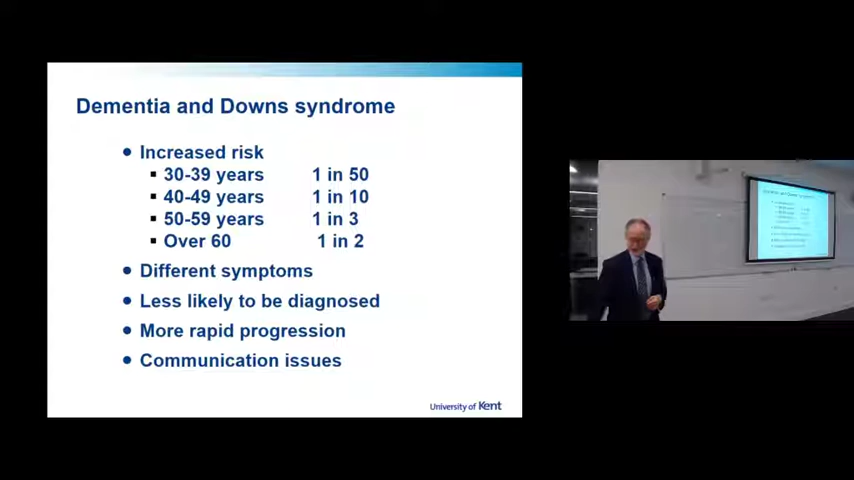 Dementia and Downs syndrome
Increased risk
30-39 years 1 in 50
40-49 years 1 in 10
50-59 years 1 in 3
Over 60 1 in 2
Different symptoms
Less likely to be diagnosed
More rapid progression
Communication issues
University of Kent